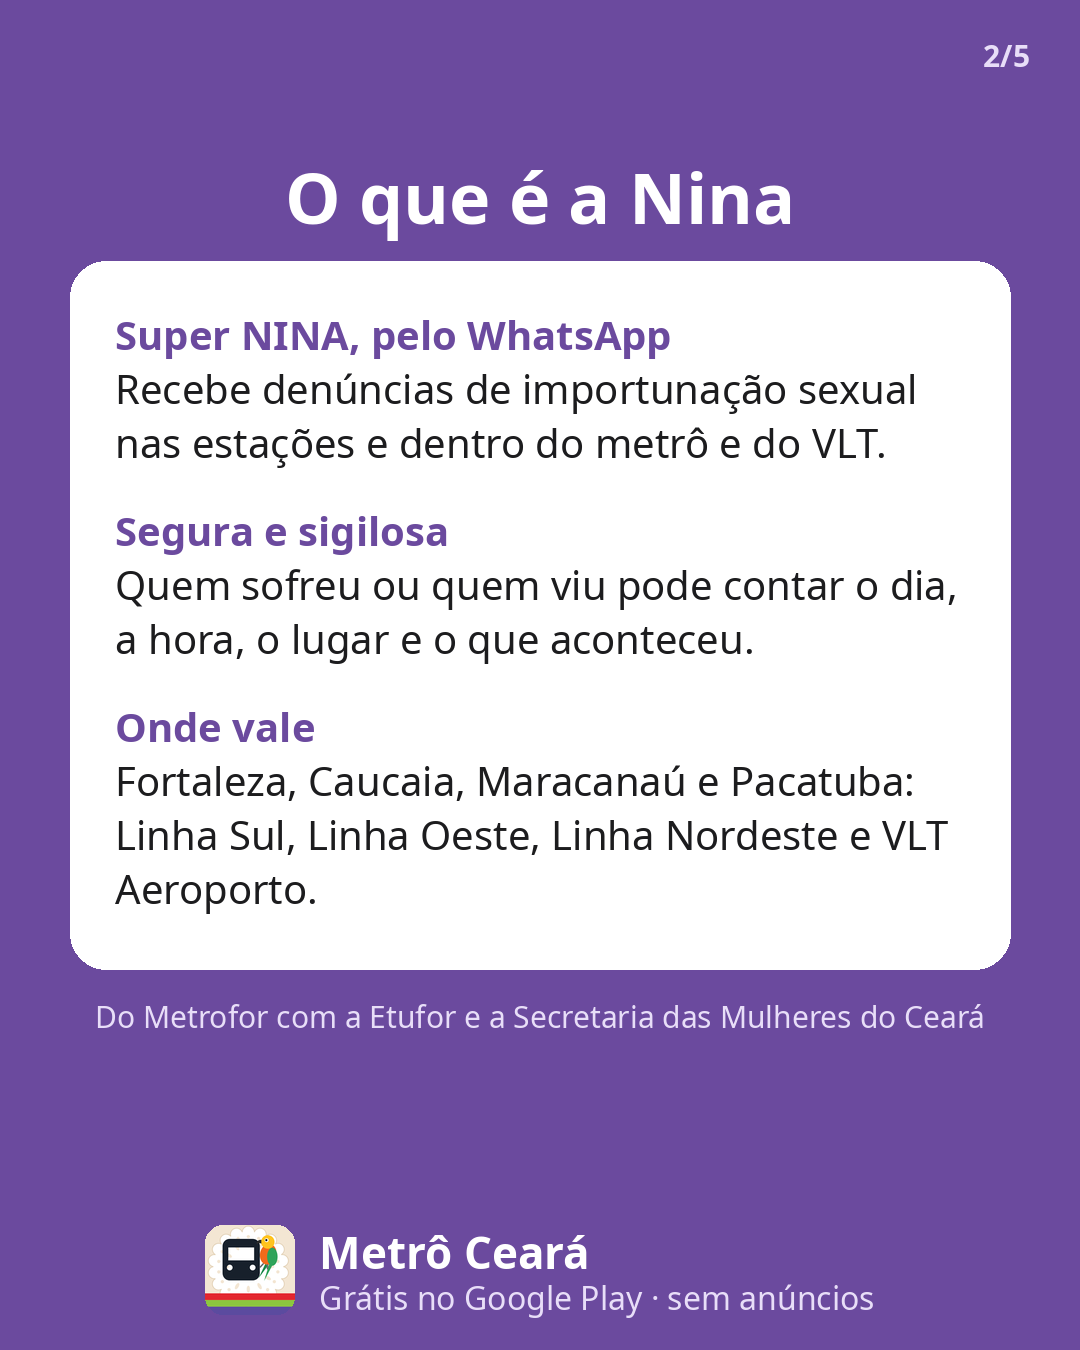 2/5
O que é a Nina
Super NINA, pelo WhatsApp
Recebe denúncias de importunação sexual
nas estações e dentro do metrô e do VLT.
Segura e sigilosa
Quem sofreu ou quem viu pode contar o dia,
a hora, o lugar e o que aconteceu.
Onde vale
Fortaleza, Caucaia, Maracanaú e Pacatuba:
Linha Sul, Linha Oeste, Linha Nordeste e VLT
Aeroporto.
Do Metrofor com a Etufor e a Secretaria das Mulheres do Ceará
Metrô Ceará
Grátis no Google Play · sem anúncios